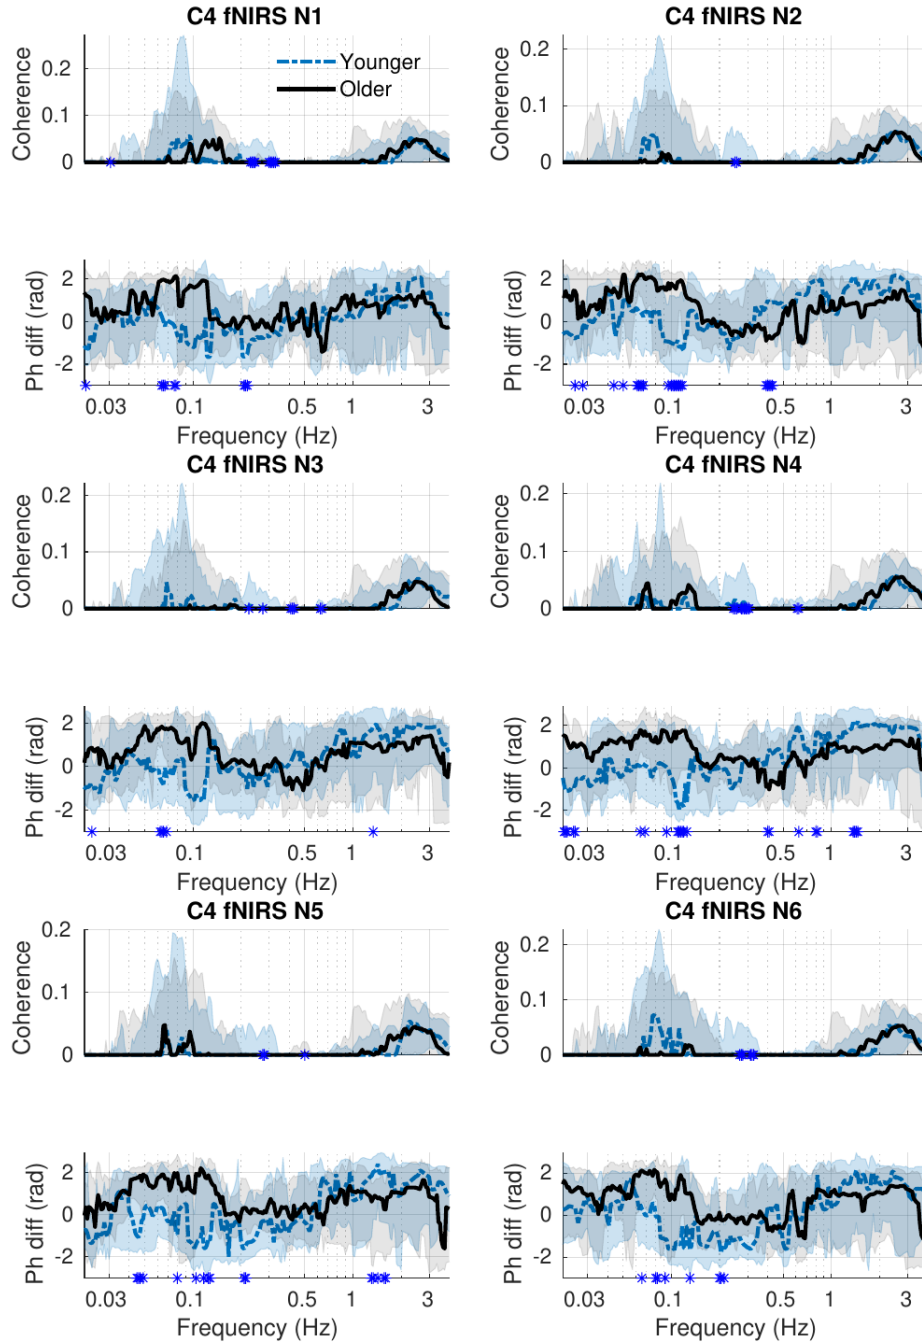 C4 fNIRS N1
C4 fNIRS N2
Coherence
0.2
0.1
0
Younger
Older
Coherence
0.2
0.1
0
Ph diff (rad)
2
0
-2
0.03 0.1 0.5 1 3
Frequency (Hz)
Ph diff (rad)
2
0
-2
0.03 0.1 0.5 1 3
Frequency (Hz)
C4 fNIRS N3
C4 fNIRS N4
Coherence
0.2
0.1
0
Coherence
0.2
0.1
0
Ph diff (rad)
2
0
-2
0.03 0.1 0.5 1 3
Frequency (Hz)
Ph diff (rad)
2
0
-2
0.03 0.1 0.5 1 3
Frequency (Hz)
C4 fNIRS N5
C4 fNIRS N6
Coherence
0.2
0.1
0
Coherence
0.2
0.1
0
Ph diff (rad)
2
0
-2
0.03 0.1 0.5 1 3
Frequency (Hz)
Ph diff (rad)
2
0
-2
0.03 0.1 0.5 1 3
Frequency (Hz)